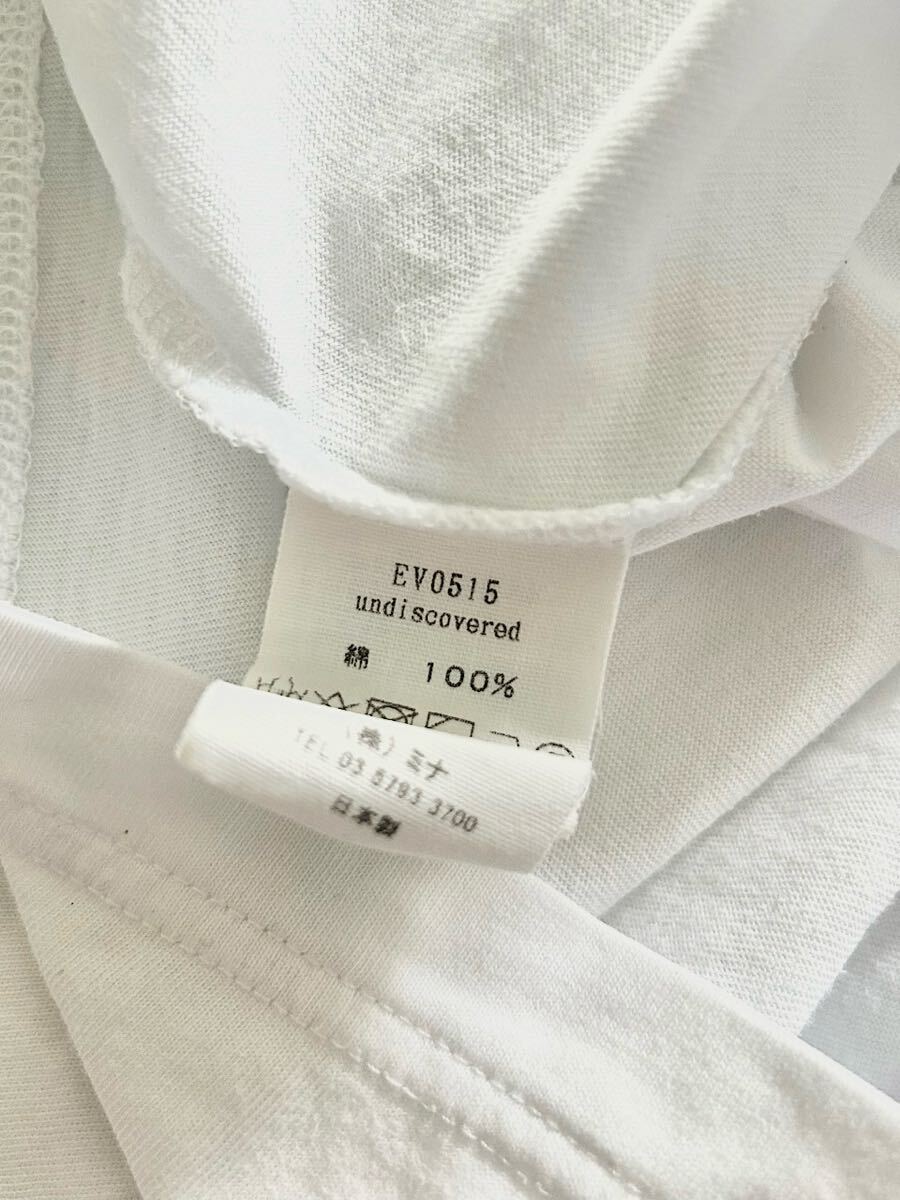 EV0515
undiscovered
綿 100%
(株)ミナ
TEL 03 5793 3700
日本製